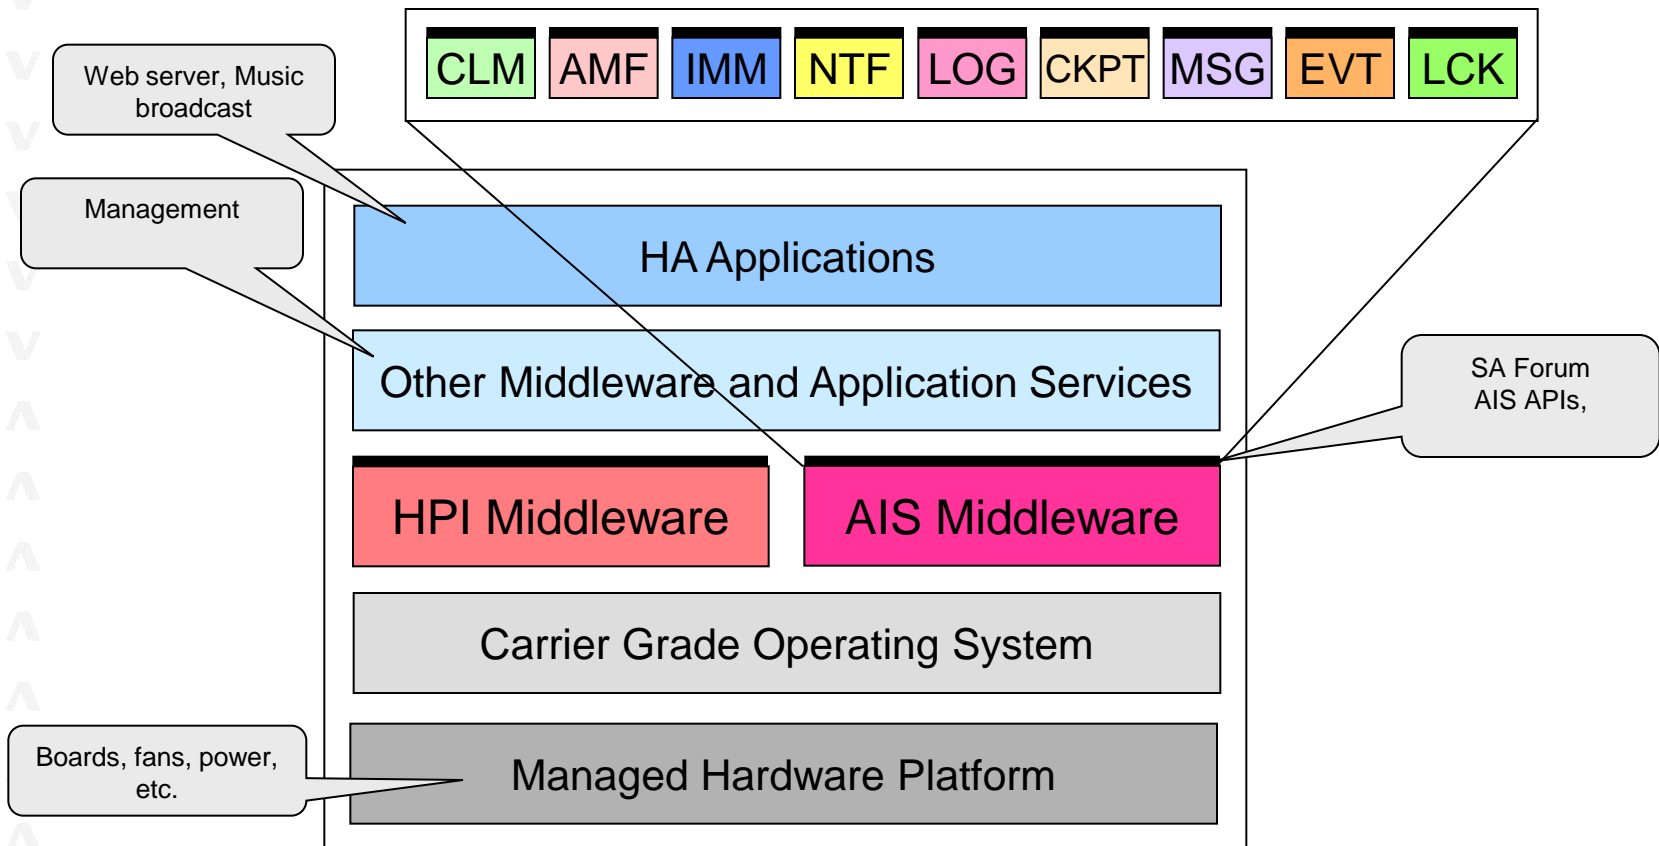 CLM AMF IMM NTF LOG CKPT MSG EVT LCK
Web server, Music
broadcast
Management
HA Applications
Other Middleware and Application Services
SA Forum
AIS APIs,
HPI Middleware
AIS Middleware
Carrier Grade Operating System
Boards, fans, power,
etc.
Managed Hardware Platform